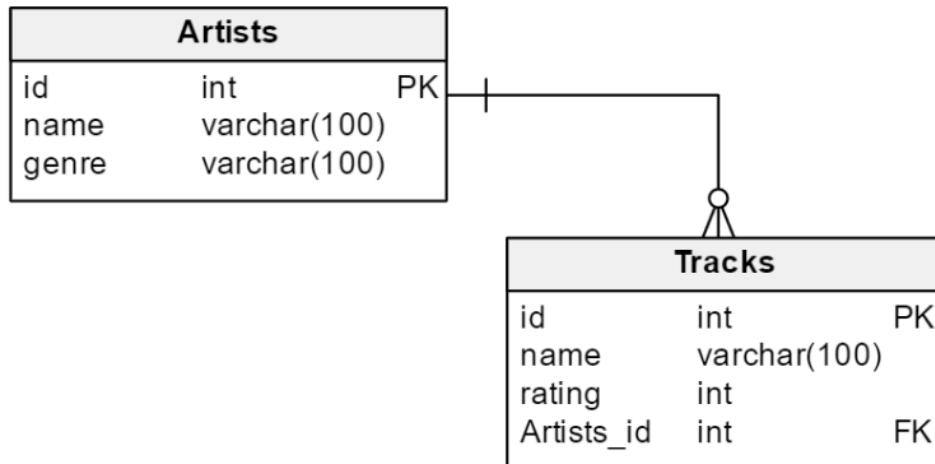 Artists
id int PK
name varchar(100)
genre varchar(100)
Tracks
id int PK
name varchar(100)
rating int
Artists_id int FK